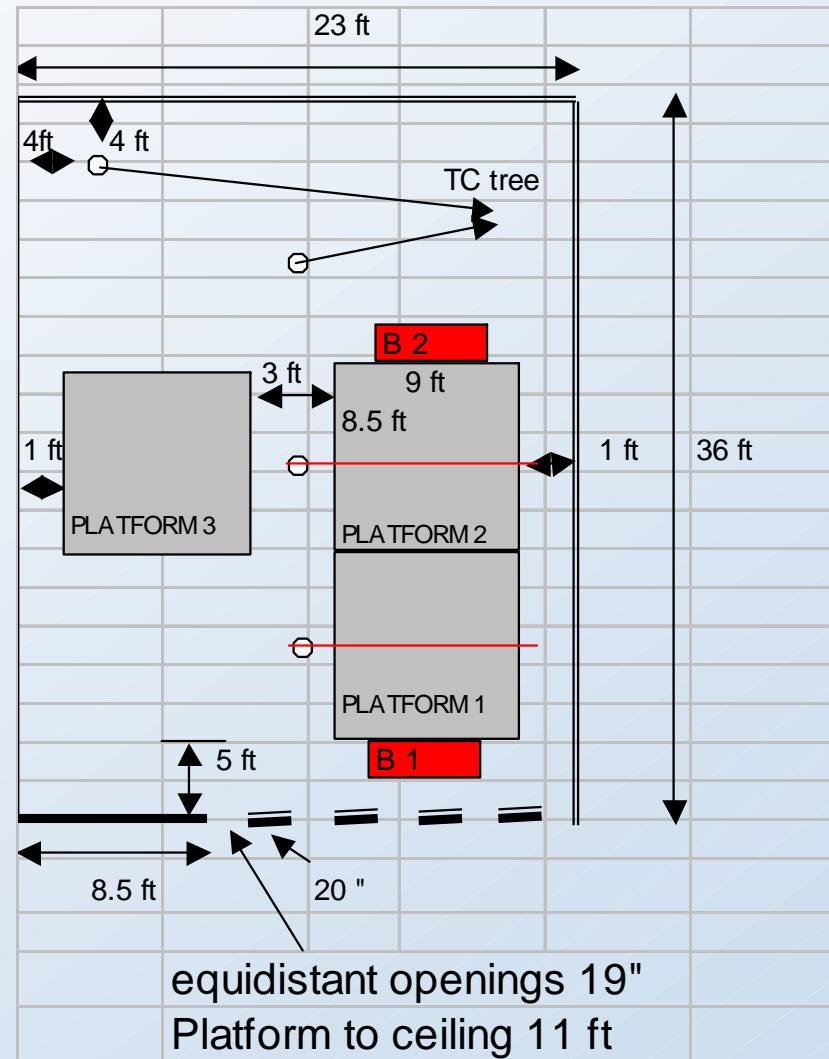 23 ft
4ft
4 ft
TC tree
B 2
3 ft
9 ft
8.5 ft
1 ft
1 ft
36 ft
PLATFORM 3
PLATFORM 2
PLATFORM 1
5 ft
B 1
8.5 ft
20 "
equidistant openings 19"
Platform to ceiling 11 ft